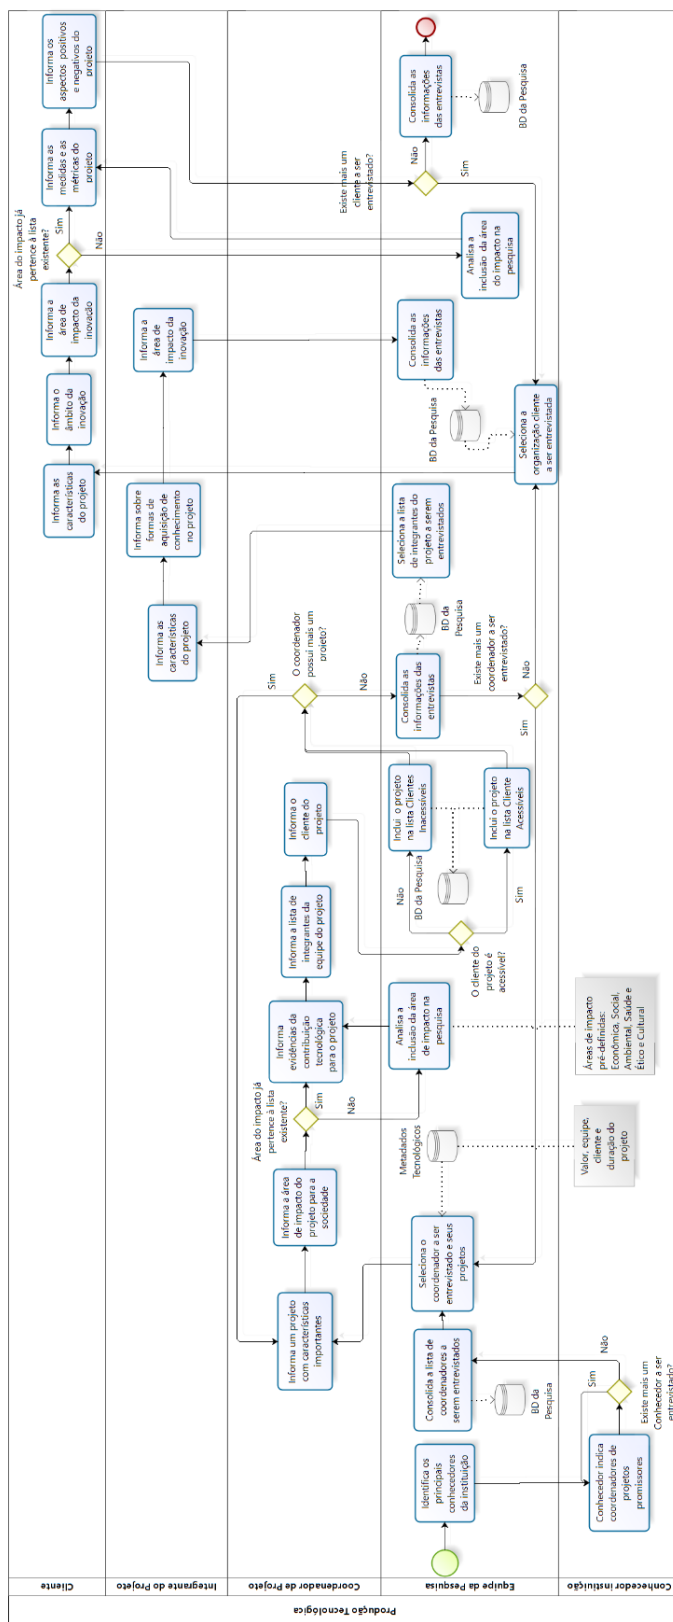 Produção Tecnológica
Cliente
Informa as
características
do projeto
Informa o
âmbito da
inovação
Informa a
área de
impacto da
inovação
Área do impacto já
pertence à lista
existente?
Sim
Não
Informa as
medidas e as
métricas do
projeto
Informa os
aspectos positivos
e negativos do
projeto
Integrante do Projeto
Informa as
características
do projeto
Informa sobre
formas de
aquisição de
conhecimento
no projeto
Informa a
área de
impacto da
inovação
Coordenador de Projeto
Informa um projeto
com características
importantes
Informa a área
de impacto do
projeto para a
sociedade
Área do impacto já
pertence à lista
existente?
Sim
Não
Informa
evidências da
contribuição
tecnológica
para o projeto
Informa a lista de
integrantes da
equipe do projeto
Informa o
cliente do
projeto
O coordenador
possui mais um
projeto?
Sim
Não
Equipe da Pesquisa
Identifica os
principais
conhecedores
da instituição
Consolida a lista de
coordenadores a
serem entrevistados
BD da
Pesquisa
Seleciona o
coordenador a ser
entrevistado e seus
projetos
Metadados
Tecnológicos
Analisa a
inclusão da área
de impacto na
pesquisa
O cliente do
projeto é
acessível?
Não
Sim
BD da Pesquisa
Inclui o projeto
na lista Clientes
Inacessíveis
Inclui o projeto
na lista Cliente
Acessíveis
Consolida as
informações das
entrevistas
BD da
Pesquisa
Existe mais um
coordenador a ser
entrevistado?
Sim
Não
Seleciona a lista
de integrantes do
projeto a serem
entrevistados
BD da Pesquisa
Consolida as
informações
das entrevistas
Seleciona a
organização cliente
a ser entrevistada
Analisa a
inclusão da área
do impacto na
pesquisa
Existe mais um
cliente a ser
entrevistado?
Não
Sim
Consolida as
informações
das entrevistas
BD da Pesquisa
Conhecedor instituição
Conhecedor indica
coordenadores de
projetos
promissores
Sim
Não
Existe mais um
Conhecedor a ser
entrevistado?
Valor, equipe,
cliente e
duração do
projeto
Áreas de impacto
pré-definidas:
Econômica, Social,
Ambiental, Saúde e
Ético e Cultural